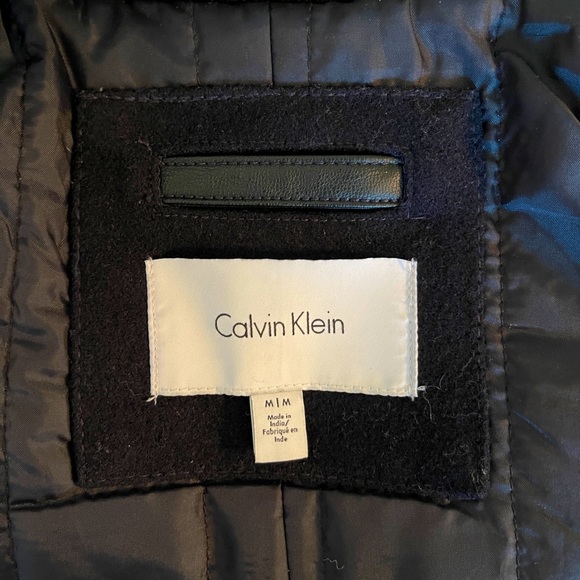 Calvin Klein
M|M
Made in
India/
Fabriqué en
Inde